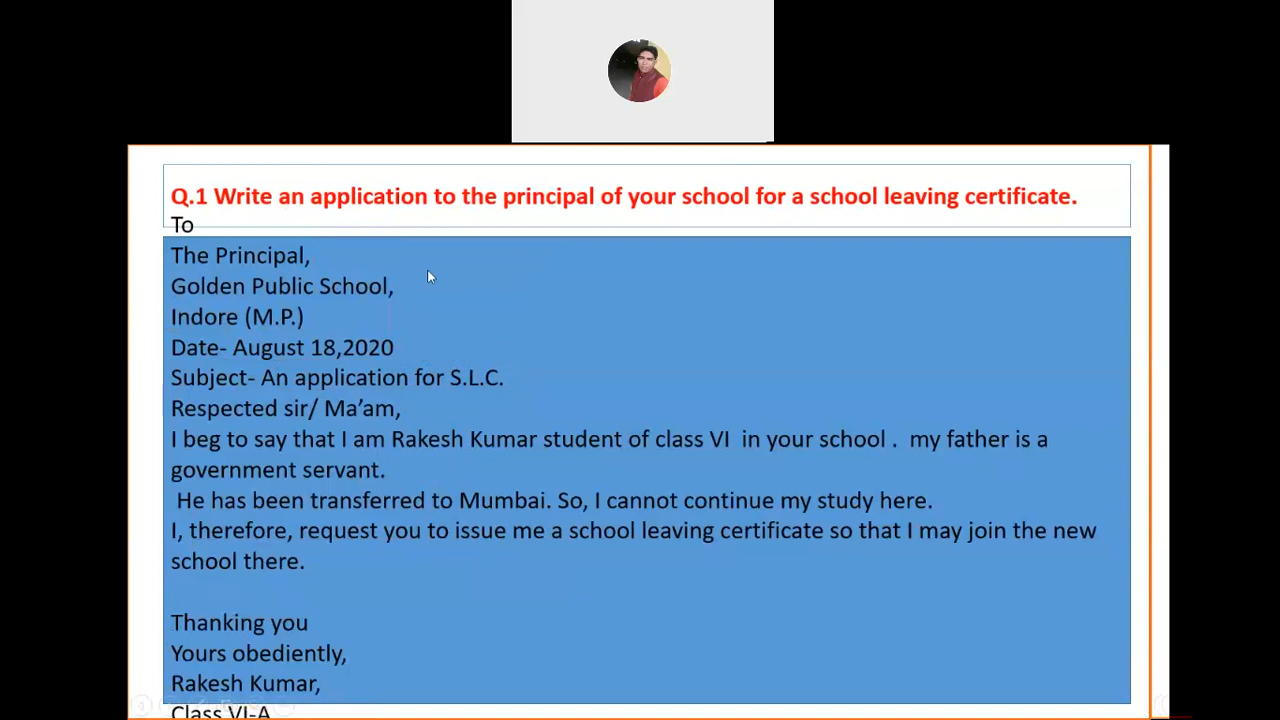 Q.1 Write an application to the principal of your school for a school leaving certificate.
To
The Principal,
Golden Public School,
Indore (M.P.)
Date- August 18,2020
Subject- An application for S.L.C.
Respected sir/ Ma’am,
I beg to say that I am Rakesh Kumar student of class VI  in your school .  my father is a
government servant.
He has been transferred to Mumbai. So, I cannot continue my study here.
I, therefore, request you to issue me a school leaving certificate so that I may join the new
school there.
Thanking you
Yours obediently,
Rakesh Kumar,
Class VI-A